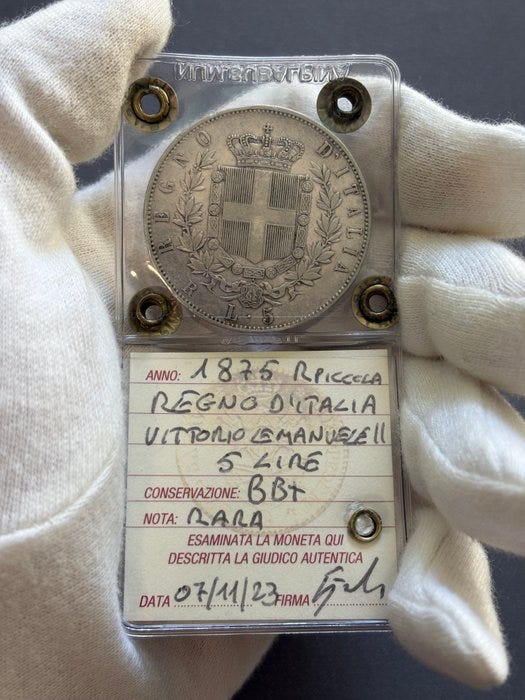 REGNO D'ITALIA
L. 5
R
ANNO: 1875 R PICCOLA
REGNO D'ITALIA
VITTORIO EMANUELE II
5 LIRE
CONSERVAZIONE: BB+
NOTA: RARA
ESAMINATA LA MONETA QUI
DESCRITTA LA GIUDICO AUTENTICA
DATA 07/11/23 FIRMA